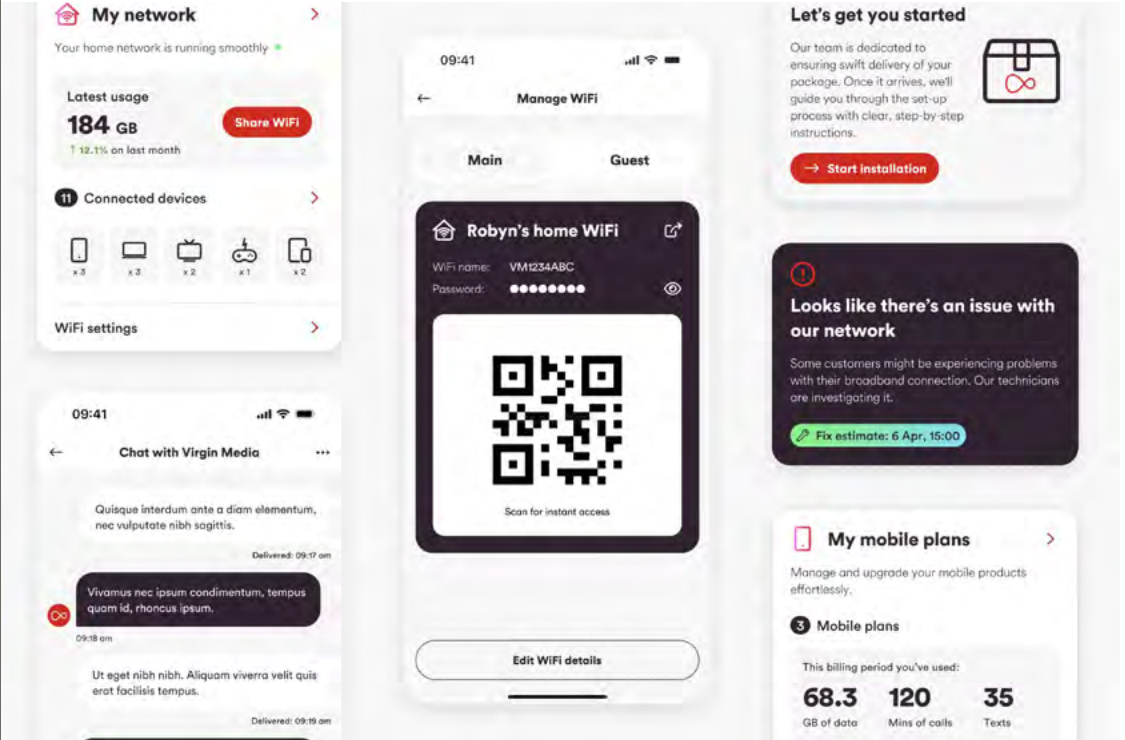 My network
Your home network is running smoothly
Latest usage
184 GB
Share WiFi
↑ 12.1% on last month
11 Connected devices
x 3
x 3
x 2
x 1
x 2
WiFi settings
09:41
Chat with Virgin Media
Quisque interdum ante a diam elementum,
nec vulputate nibh sagittis.
Delivered: 09:17 am
Vivamus nec ipsum condimentum, tempus
quam id, rhoncus ipsum.
09:18 am
Ut eget nibh nibh. Aliquam viverra velit quis
erat facilisis tempus.
Delivered: 09:19 am
09:41
Manage WiFi
Main
Guest
Robyn's home WiFi
WiFi name: VM1234ABC
Password: ●●●●●●●●
Scan for instant access
Edit WiFi details
Let's get you started
Our team is dedicated to
ensuring swift delivery of your
package. Once it arrives, we'll
guide you through the set-up
process with clear, step-by-step
instructions.
→ Start installation
Looks like there's an issue with
our network
Some customers might be experiencing problems
with their broadband connection. Our technicians
are investigating it.
Fix estimate: 6 Apr, 15:00
My mobile plans
Manage and upgrade your mobile products
effortlessly.
3 Mobile plans
This billing period you've used:
68.3 120 35
GB of data Mins of calls Texts